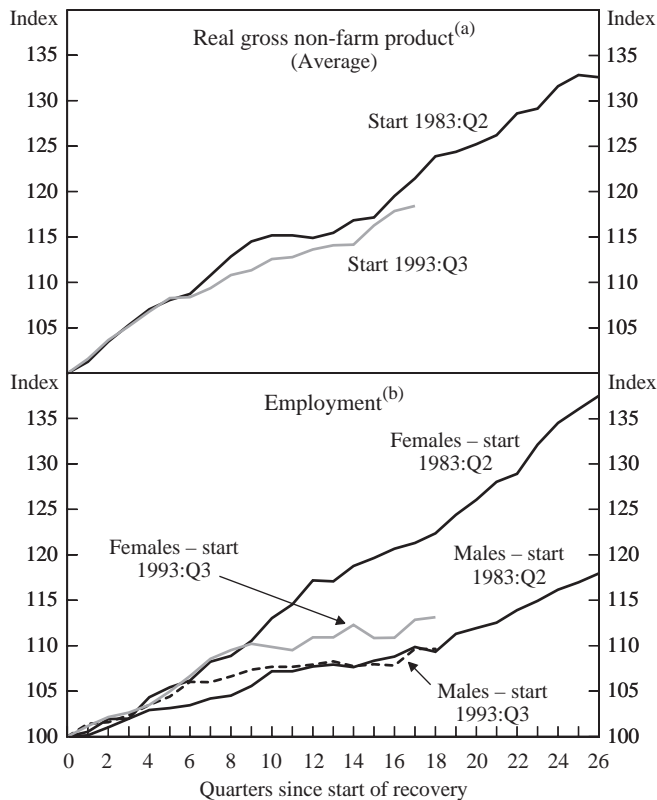 Index
Index
Real gross non-farm product(a)
(Average)
135
135
130
130
Start 1983:Q2
125
125
120
120
115
115
Start 1993:Q3
110
110
105
105
Index
Index
Employment(b)
135
135
Females – start
1983:Q2
130
130
125
125
120
120
Females – start
1993:Q3
Males – start
1983:Q2
115
115
110
110
105
105
Males – start
1993:Q3
100
100
0 2 4 6 8 10 12 14 16 18 20 22 24 26
Quarters since start of recovery